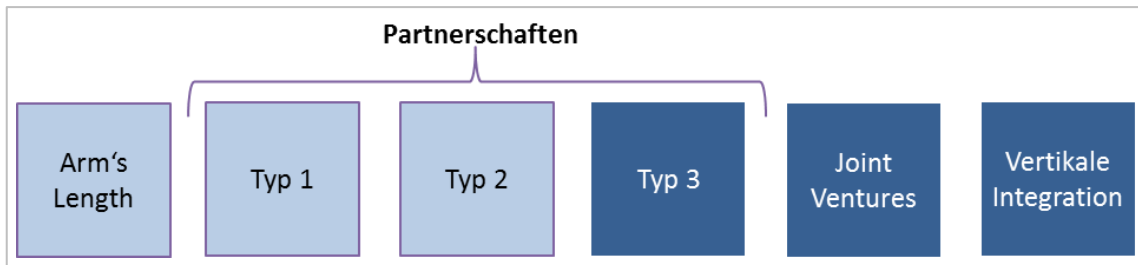 Partnerschaften
Arm‘s
Length
Typ 1
Typ 2
Typ 3
Joint
Ventures
Vertikale
Integration